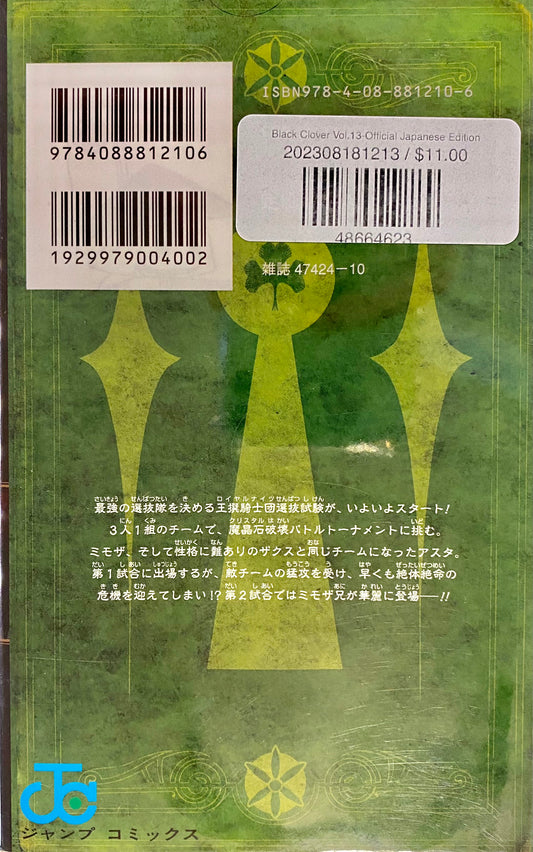 ISBN978-4-08-881210-6
9784088812106
Black Clover Vol.13-Official Japanese Edition
202308181213 / $11.00
48664623
1929979004002
雑誌 47424-10
最強の選抜隊を決める王撰騎士団選抜試験が、いよいよスタート!
3人1組のチームで、魔晶石破壊バトルトーナメントに挑む。
ミモザ、そして性格に難ありのザクスと同じチームになったアスタ。
第1試合に出場するが、敵チームの猛攻を受け、早くも絶体絶命の
危機を迎えてしまい!? 第2試合ではミモザ兄が華麗に登場──!!
ジャンプ コミックス